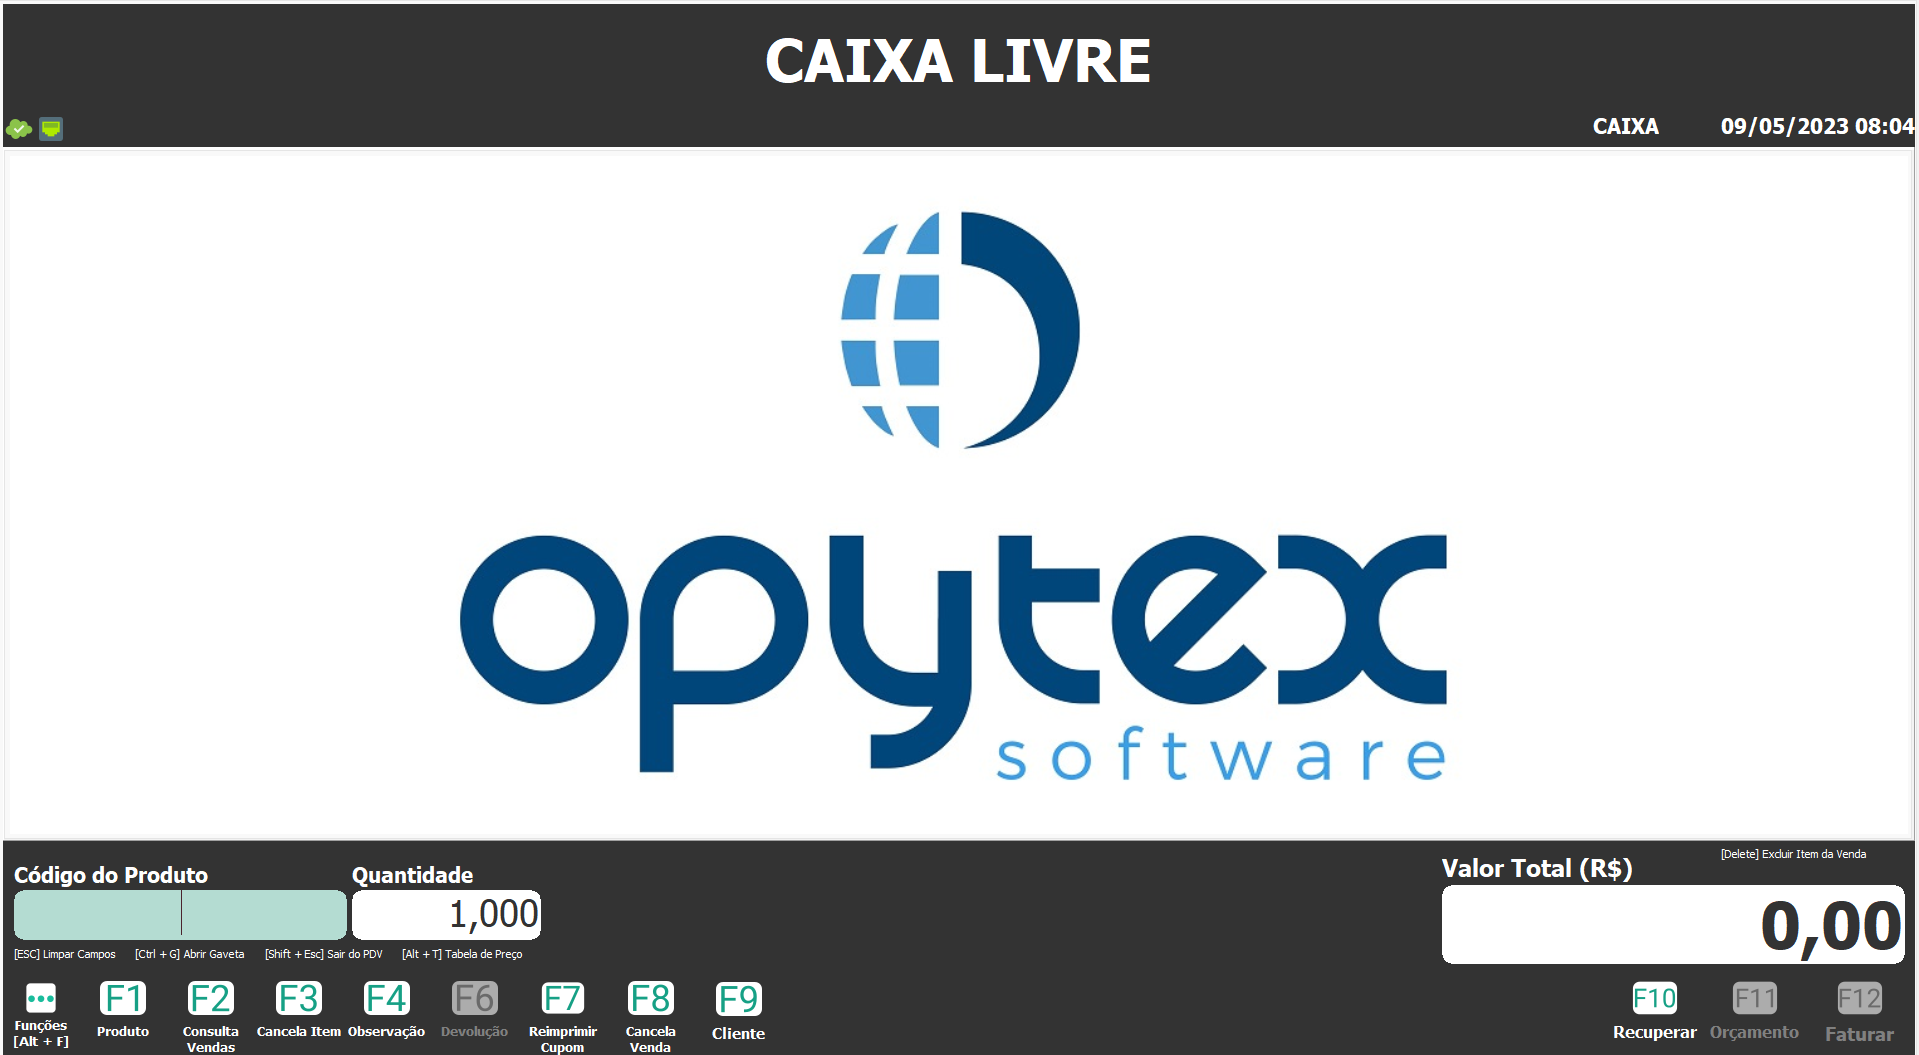 CAIXA LIVRE
CAIXA 09/05/2023 08:04
opytex
software
[Delete] Excluir Item da Venda
Código do Produto Quantidade Valor Total (R$)
1,000 0,00
[ESC] Limpar Campos [Ctrl + G] Abrir Gaveta [Shift + Esc] Sair do PDV [Alt + T] Tabela de Preço
F1 F2 F3 F4 F6 F7 F8 F9 F10 F11 F12
Funções Produto Consulta Cancela Item Observação Devolução Reimprimir Cancela Cliente Recuperar Orçamento Faturar
[Alt + F] Vendas Cupom Venda